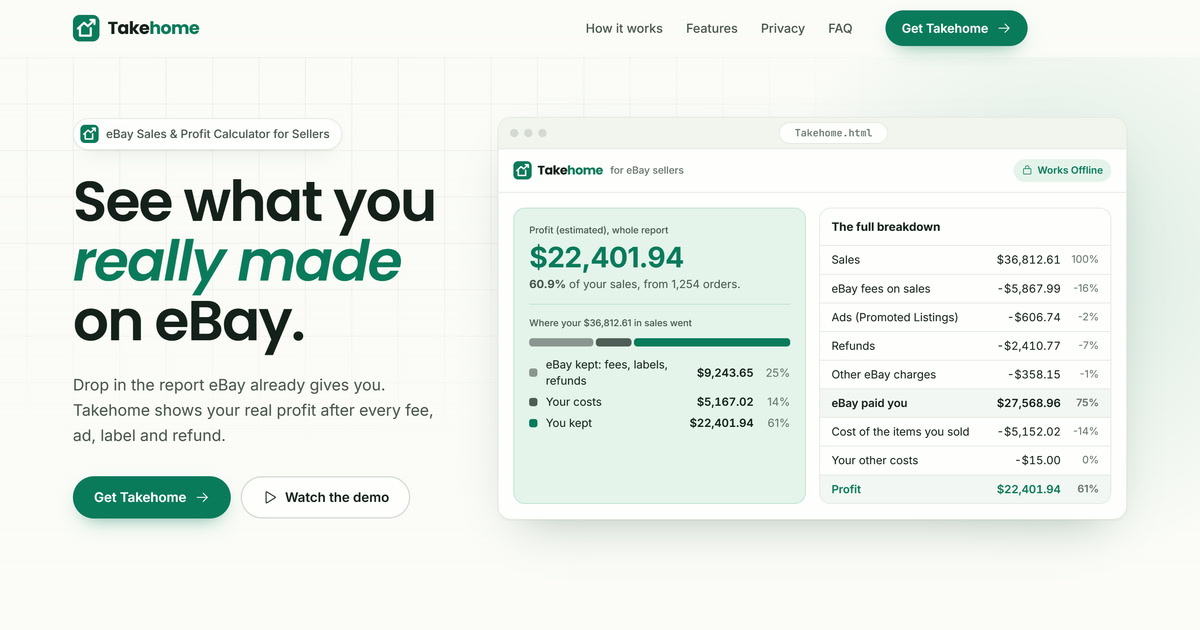 Takehome
How it works
Features
Privacy
FAQ
Get Takehome →
eBay Sales & Profit Calculator for Sellers
See what you
really made
on eBay.
Drop in the report eBay already gives you.
Takehome shows your real profit after every fee,
ad, label and refund.
Get Takehome →
Watch the demo
Takehome.html
Takehome for eBay sellers
Works Offline
Profit (estimated), whole report
$22,401.94
60.9% of your sales, from 1,254 orders.
Where your $36,812.61 in sales went
eBay kept: fees, labels, refunds $9,243.65 25%
Your costs $5,167.02 14%
You kept $22,401.94 61%
The full breakdown
Sales $36,812.61 100%
eBay fees on sales -$5,867.99 -16%
Ads (Promoted Listings) -$606.74 -2%
Refunds -$2,410.77 -7%
Other eBay charges -$358.15 -1%
eBay paid you $27,568.96 75%
Cost of the items you sold -$5,152.02 -14%
Your other costs -$15.00 0%
Profit $22,401.94 61%